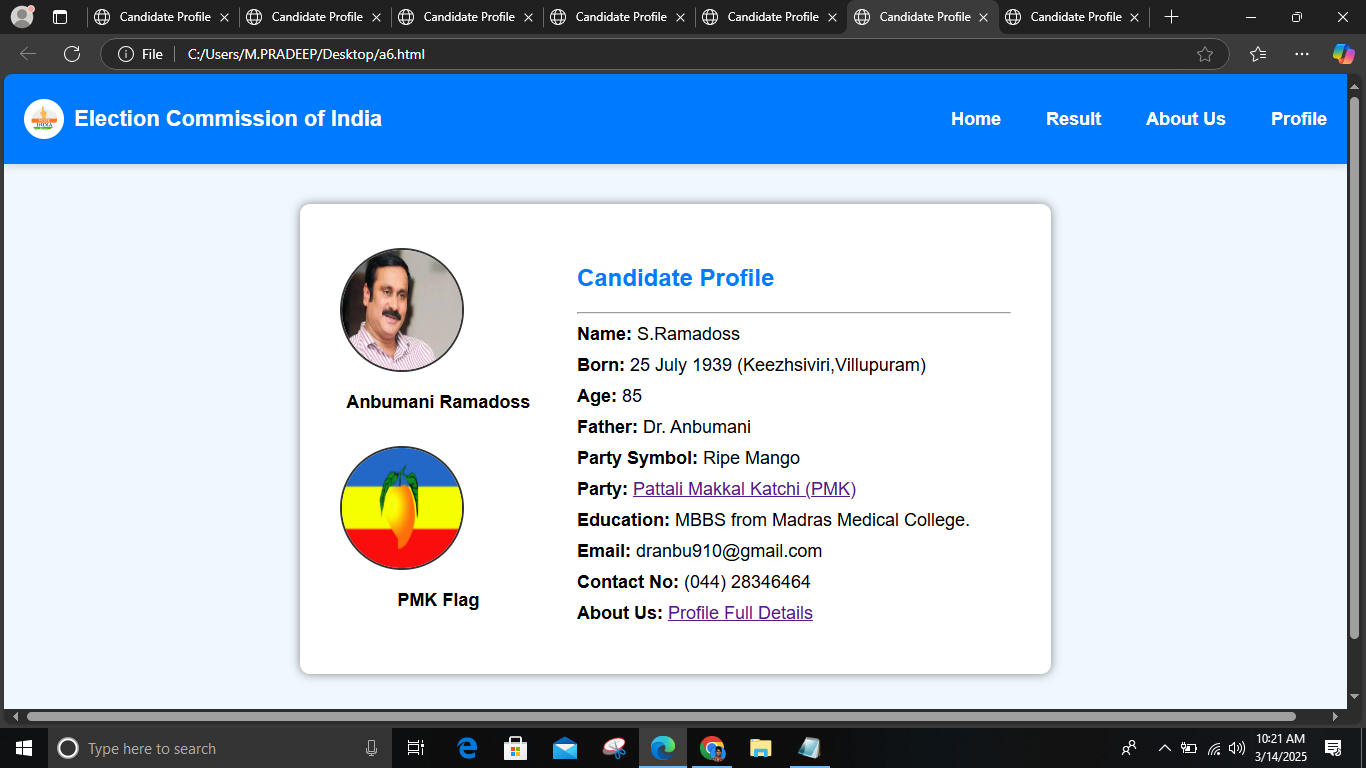 Candidate Profile
Candidate Profile
Candidate Profile
Candidate Profile
Candidate Profile
Candidate Profile
Candidate Profile
File
C:/Users/M.PRADEEP/Desktop/a6.html
INDIA
Election Commission of India
Home
Result
About Us
Profile
Anbumani Ramadoss
PMK Flag
Candidate Profile
Name: S.Ramadoss
Born: 25 July 1939 (Keezhsiviri,Villupuram)
Age: 85
Father: Dr. Anbumani
Party Symbol: Ripe Mango
Party: Pattali Makkal Katchi (PMK)
Education: MBBS from Madras Medical College.
Email: dranbu910@gmail.com
Contact No: (044) 28346464
About Us: Profile Full Details
Type here to search
10:21 AM
3/14/2025